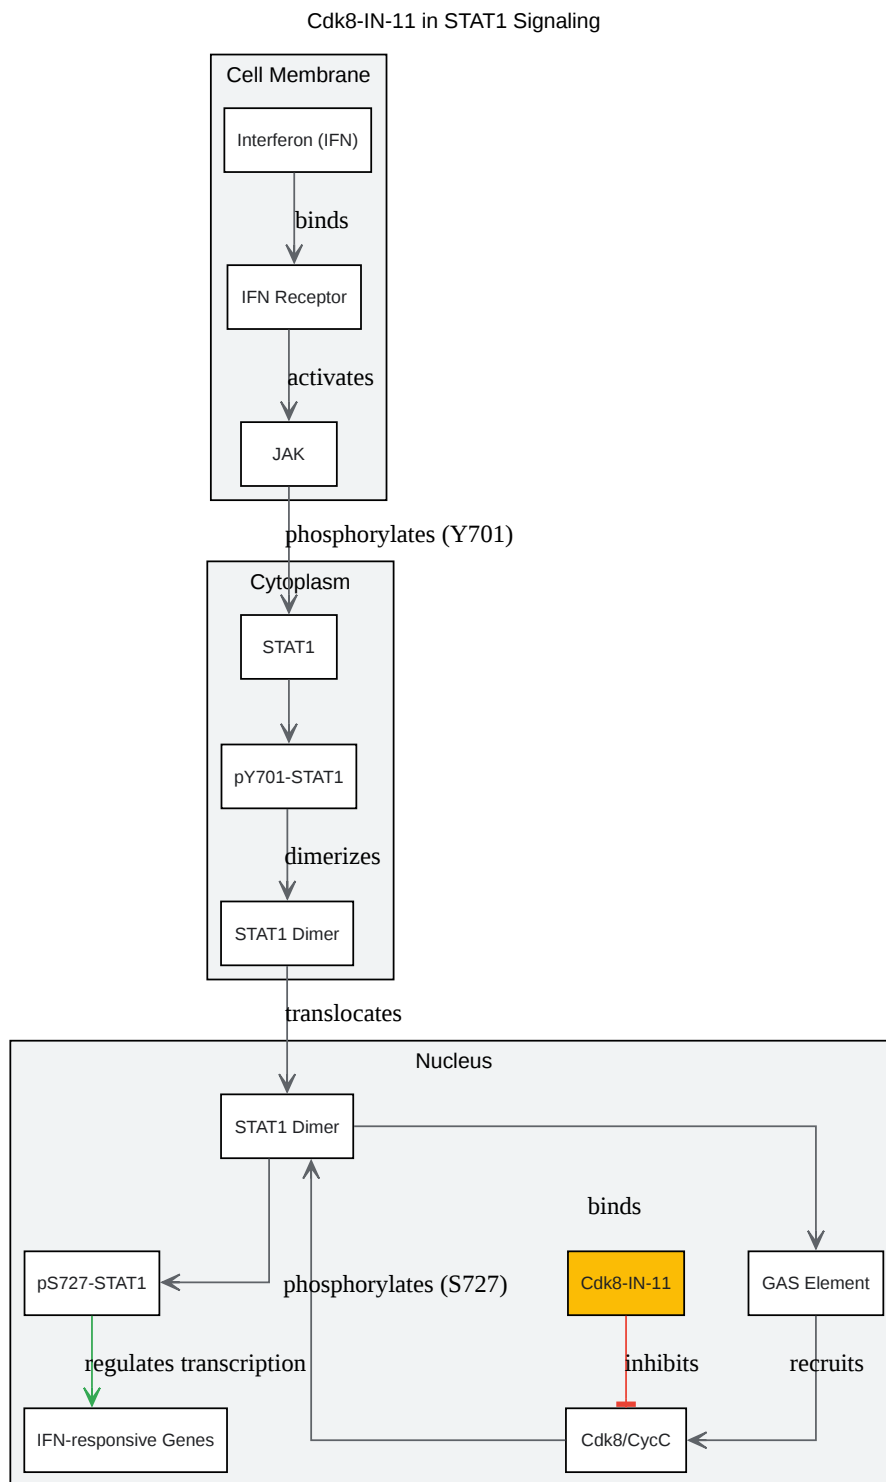 Cdk8-IN-11 in STAT1 Signaling
Cell Membrane
Interferon (IFN)
binds
IFN Receptor
activates
JAK
phosphorylates (Y701)
Cytoplasm
STAT1
pY701-STAT1
dimerizes
STAT1 Dimer
translocates
Nucleus
STAT1 Dimer
binds
pS727-STAT1
phosphorylates (S727)
Cdk8-IN-11
GAS Element
regulates transcription
inhibits
recruits
IFN-responsive Genes
Cdk8/CycC